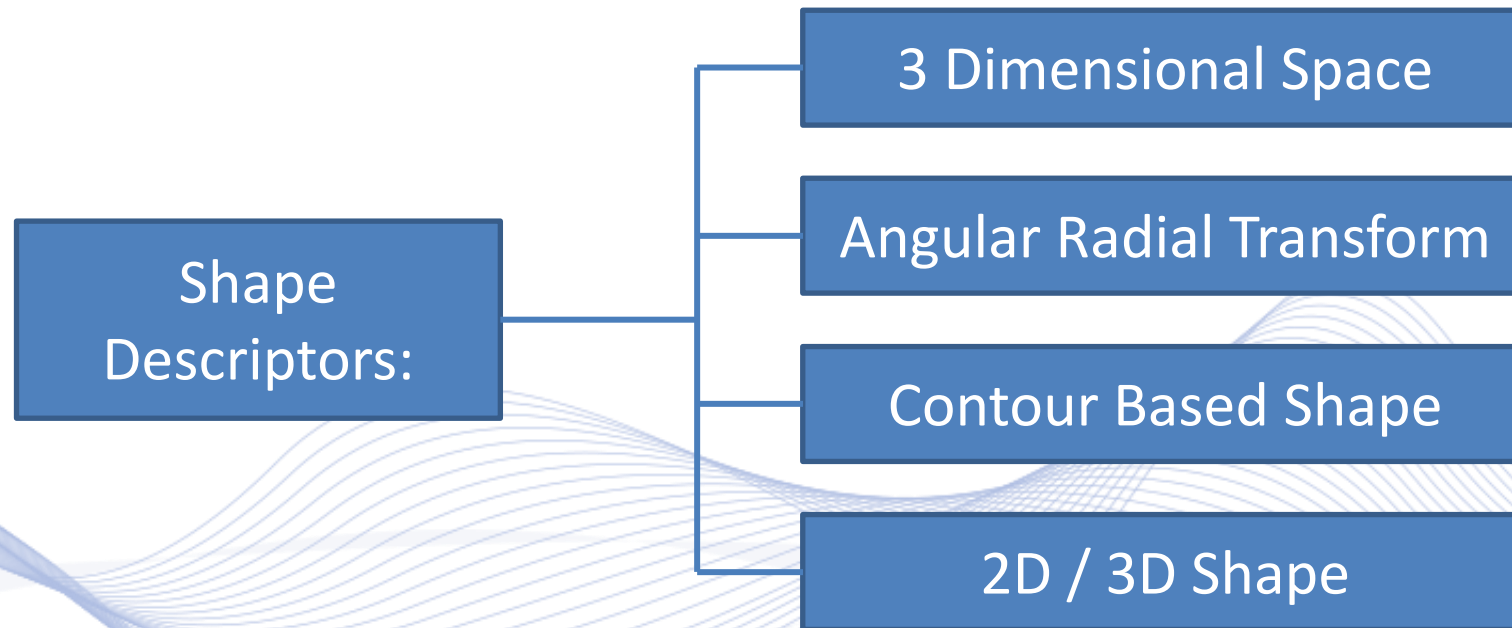 Shape
Descriptors:
3 Dimensional Space
Angular Radial Transform
Contour Based Shape
2D / 3D Shape